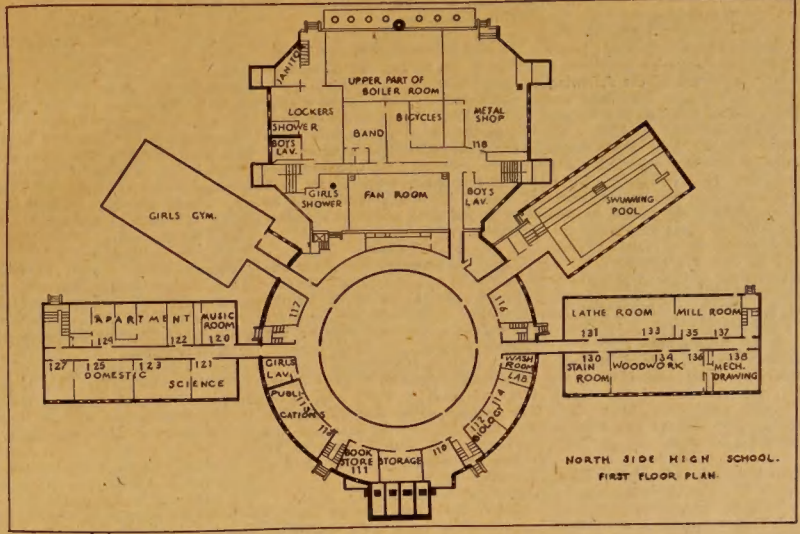 JANITOR
UPPER PART OF
BOILER ROOM
LOCKERS
SHOWER
BOYS
LAV.
BAND
BICYCLES
METAL
SHOP
118
GIRLS
SHOWER
FAN ROOM
BOYS
LAV.
GIRLS GYM.
SWIMMING
POOL
117
116
APARTMENT
MUSIC
ROOM
124
122
120
127
125
123
121
DOMESTIC
SCIENCE
LATHE ROOM
MILL ROOM
131
133
135
137
130
134
136
138
STAIN
ROOM
WOODWORK
MECH.
DRAWING
GIRLS
LAV.
PUBLI
CATIONS
WASH
ROOM
LAB
114
112
BIOLOGY
BOOK
STORE
111
STORAGE
110
NORTH SIDE HIGH SCHOOL.
FIRST FLOOR PLAN.